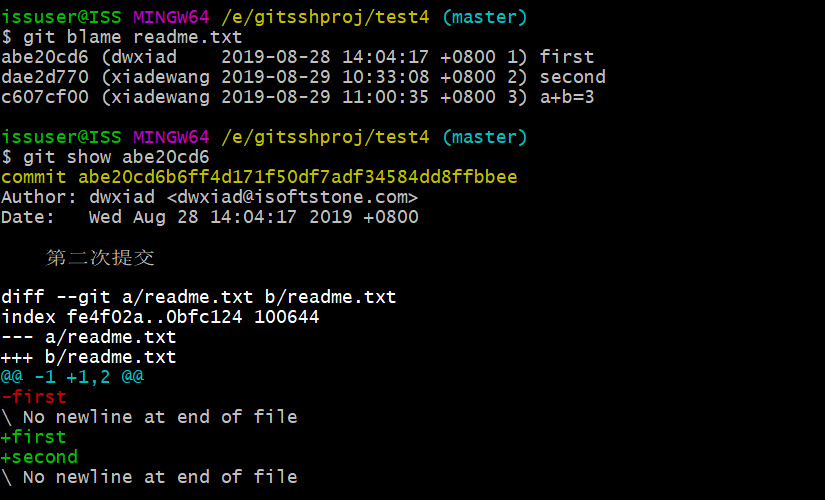 issuser@ISS MINGW64 /e/gitsshproj/test4 (master)
$ git blame readme.txt
abe20cd6 (dwxiad    2019-08-28 14:04:17 +0800 1) first
dae2d770 (xiadewang 2019-08-29 10:33:08 +0800 2) second
c607cf00 (xiadewang 2019-08-29 11:00:35 +0800 3) a+b=3
issuser@ISS MINGW64 /e/gitsshproj/test4 (master)
$ git show abe20cd6
commit abe20cd6b6ff4d171f50df7adf34584dd8ffbbee
Author: dwxiad <dwxiad@isoftstone.com>
Date:   Wed Aug 28 14:04:17 2019 +0800
第二次提交
diff --git a/readme.txt b/readme.txt
index fe4f02a..0bfc124 100644
--- a/readme.txt
+++ b/readme.txt
@@ -1 +1,2 @@
-first
\ No newline at end of file
+first
+second
\ No newline at end of file